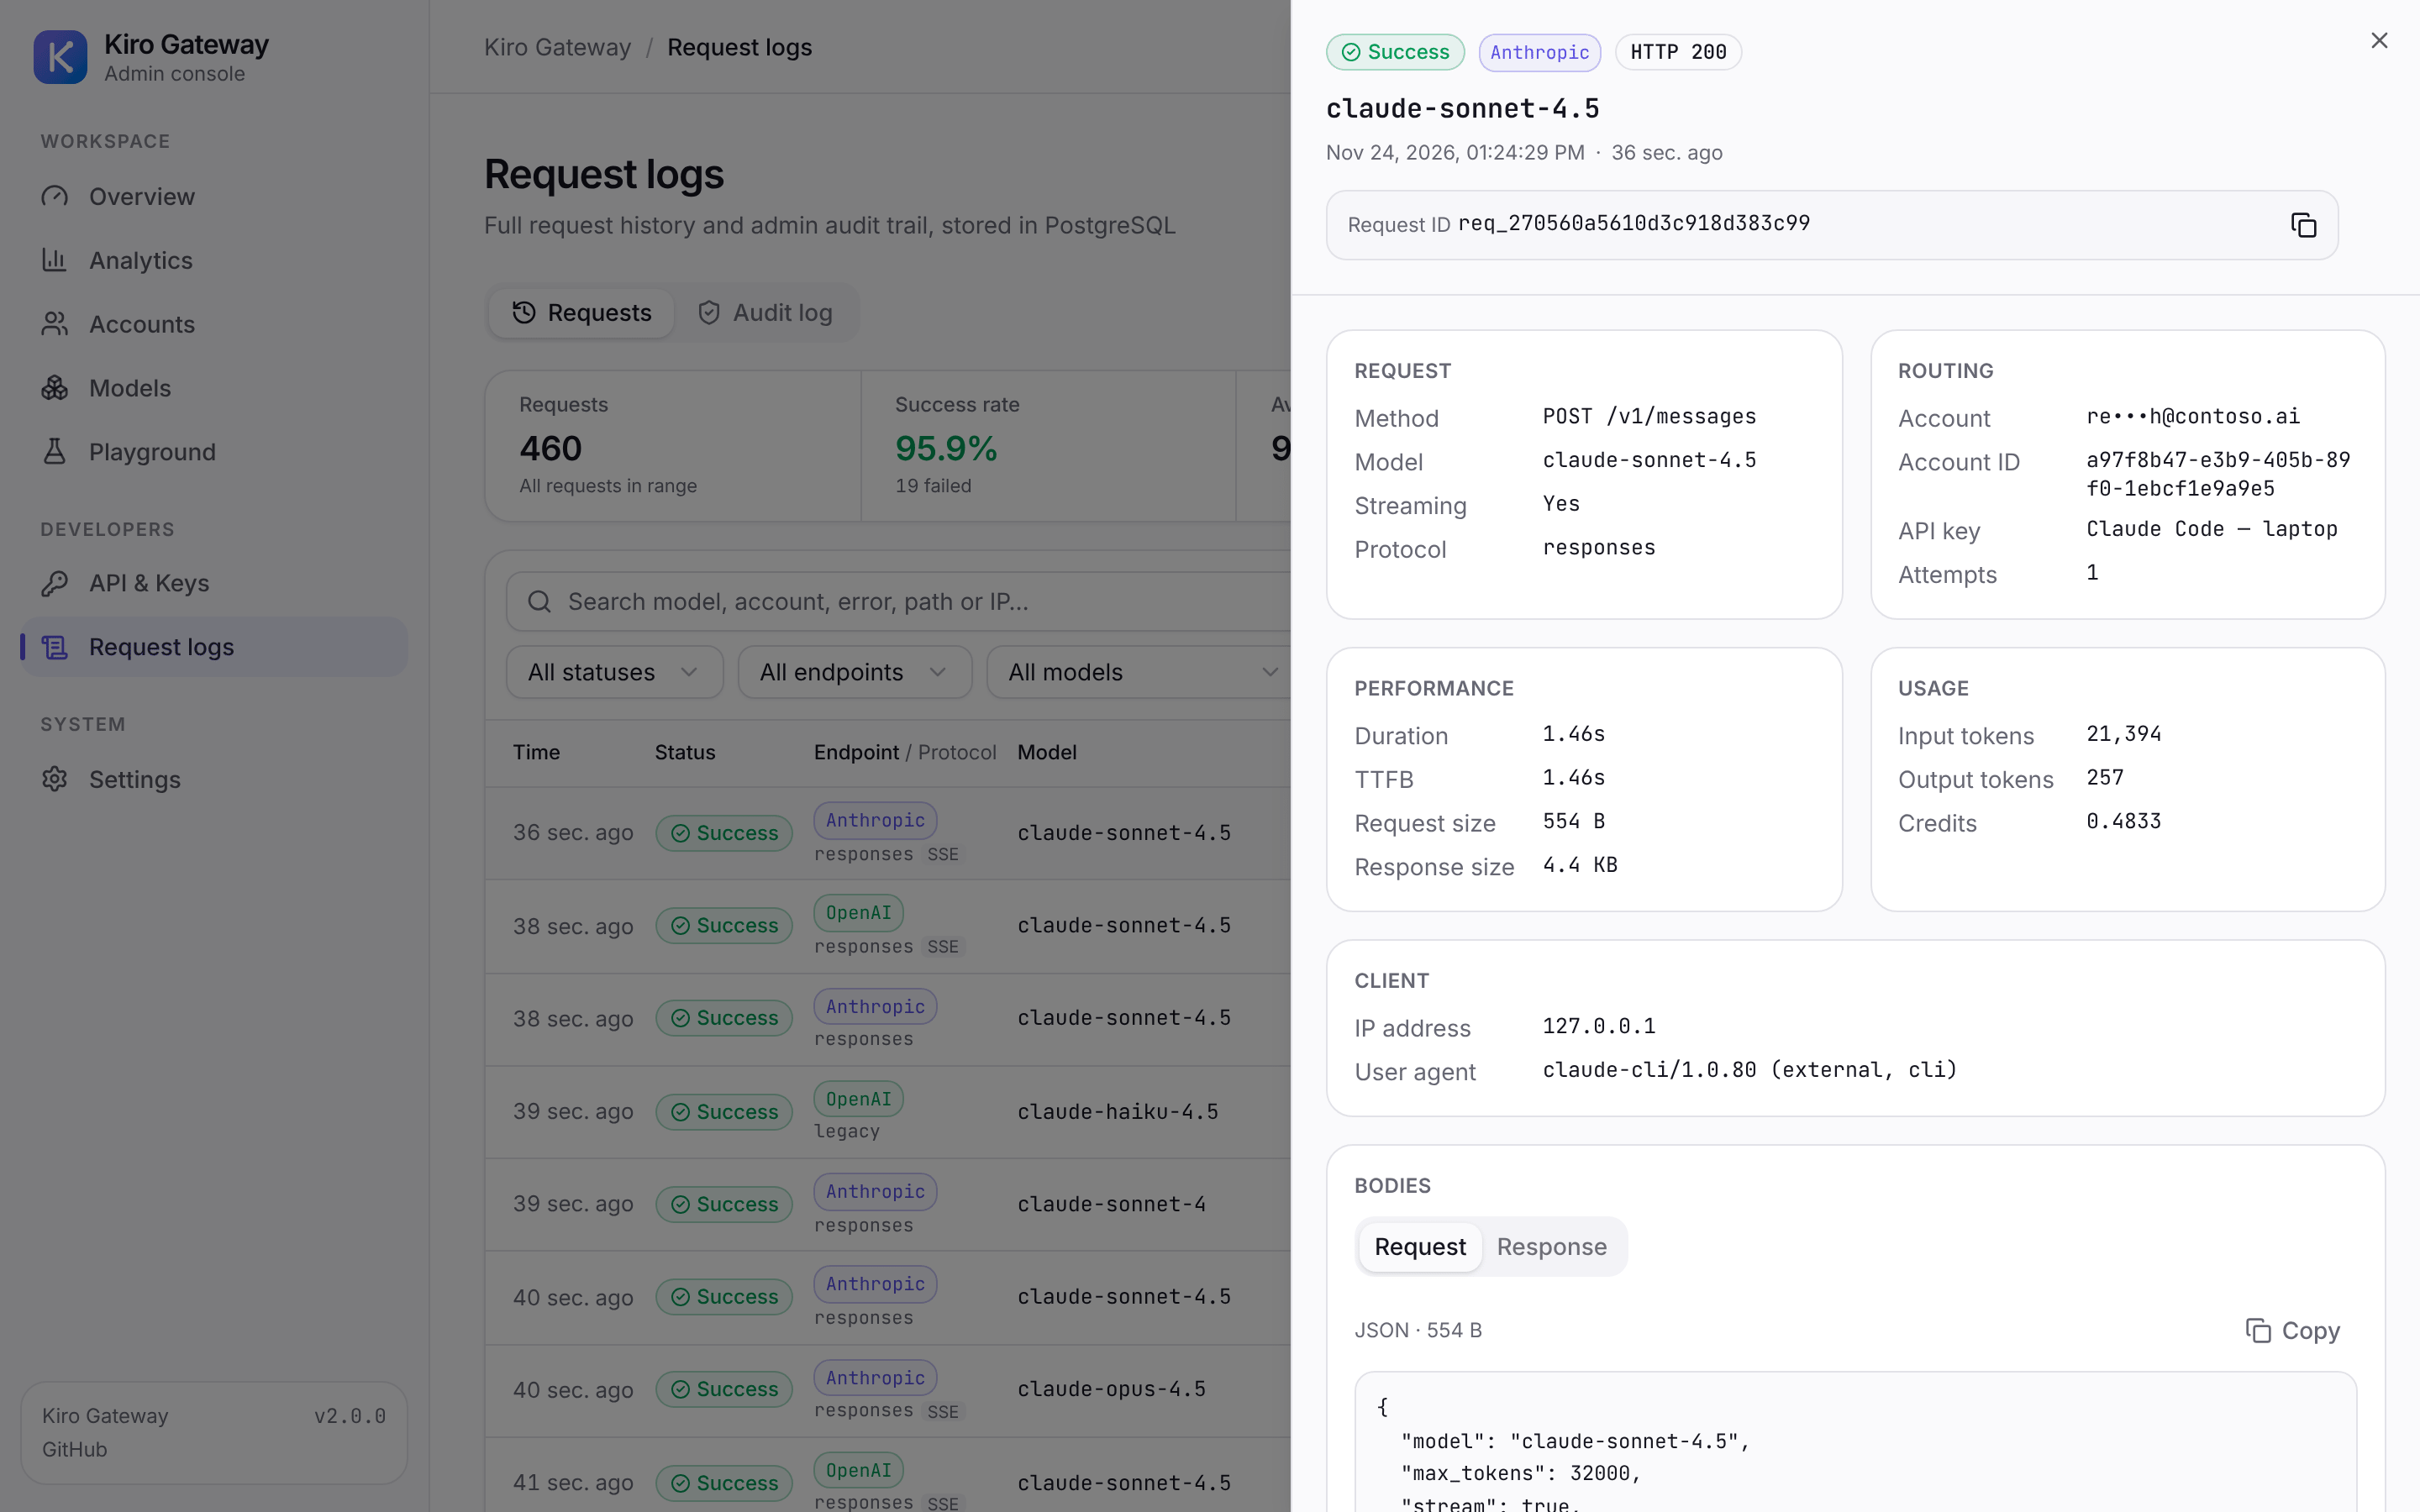 Kiro Gateway
Admin console
WORKSPACE
Overview
Analytics
Accounts
Models
Playground
DEVELOPERS
API & Keys
Request logs
SYSTEM
Settings
Kiro Gateway v2.0.0
GitHub
Kiro Gateway / Request logs
Request logs
Full request history and admin audit trail, stored in PostgreSQL
Requests Audit log
Requests
460
All requests in range
Success rate
95.9%
19 failed
Search model, account, error, path or IP...
All statuses All endpoints All models
Time Status Endpoint / Protocol Model
36 sec. ago Success Anthropic claude-sonnet-4.5
responses SSE
38 sec. ago Success OpenAI claude-sonnet-4.5
responses SSE
38 sec. ago Success Anthropic claude-sonnet-4.5
responses
39 sec. ago Success OpenAI claude-haiku-4.5
legacy
39 sec. ago Success Anthropic claude-sonnet-4
responses
40 sec. ago Success Anthropic claude-sonnet-4.5
responses
40 sec. ago Success Anthropic claude-opus-4.5
responses SSE
41 sec. ago Success OpenAI claude-sonnet-4.5
responses SSE
Success Anthropic HTTP 200
claude-sonnet-4.5
Nov 24, 2026, 01:24:29 PM · 36 sec. ago
Request ID req_270560a5610d3c918d383c99
REQUEST
Method POST /v1/messages
Model claude-sonnet-4.5
Streaming Yes
Protocol responses
ROUTING
Account re•••h@contoso.ai
Account ID a97f8b47-e3b9-405b-89
f0-1ebcf1e9a9e5
API key Claude Code — laptop
Attempts 1
PERFORMANCE
Duration 1.46s
TTFB 1.46s
Request size 554 B
Response size 4.4 KB
USAGE
Input tokens 21,394
Output tokens 257
Credits 0.4833
CLIENT
IP address 127.0.0.1
User agent claude-cli/1.0.80 (external, cli)
BODIES
Request Response
JSON · 554 B Copy
{
"model": "claude-sonnet-4.5",
"max_tokens": 32000,
"stream": true,